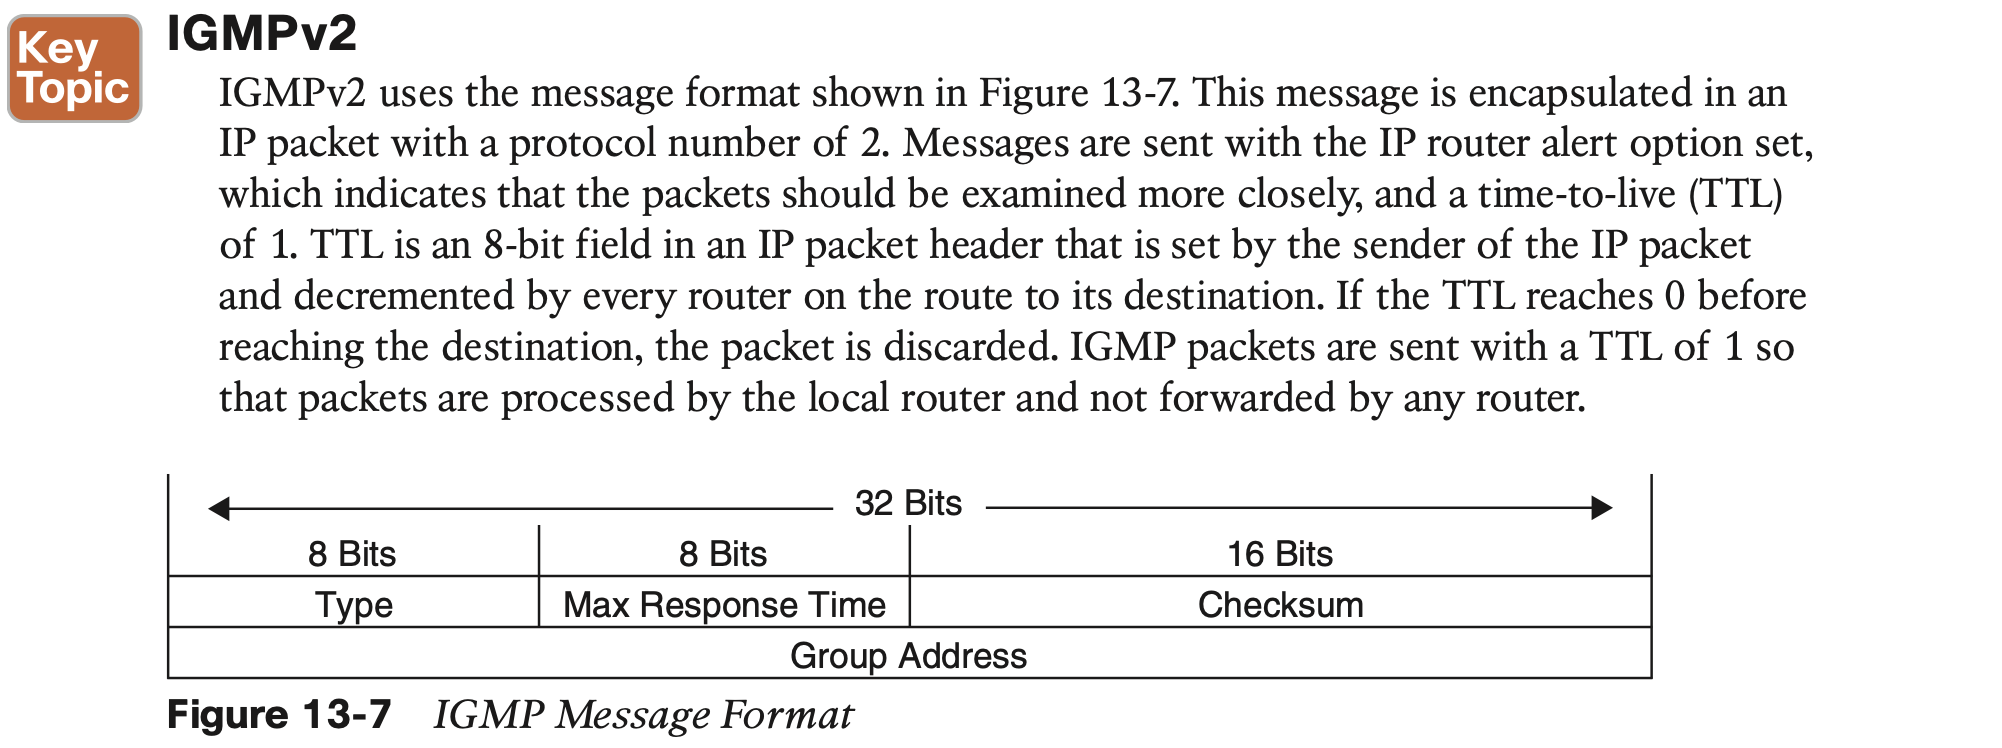 Key
Topic
IGMPv2
IGMPv2 uses the message format shown in Figure 13-7. This message is encapsulated in an
IP packet with a protocol number of 2. Messages are sent with the IP router alert option set,
which indicates that the packets should be examined more closely, and a time-to-live (TTL)
of 1. TTL is an 8-bit field in an IP packet header that is set by the sender of the IP packet
and decremented by every router on the route to its destination. If the TTL reaches 0 before
reaching the destination, the packet is discarded. IGMP packets are sent with a TTL of 1 so
that packets are processed by the local router and not forwarded by any router.
32 Bits
8 Bits 8 Bits 16 Bits
Type Max Response Time Checksum
Group Address
Figure 13-7 IGMP Message Format